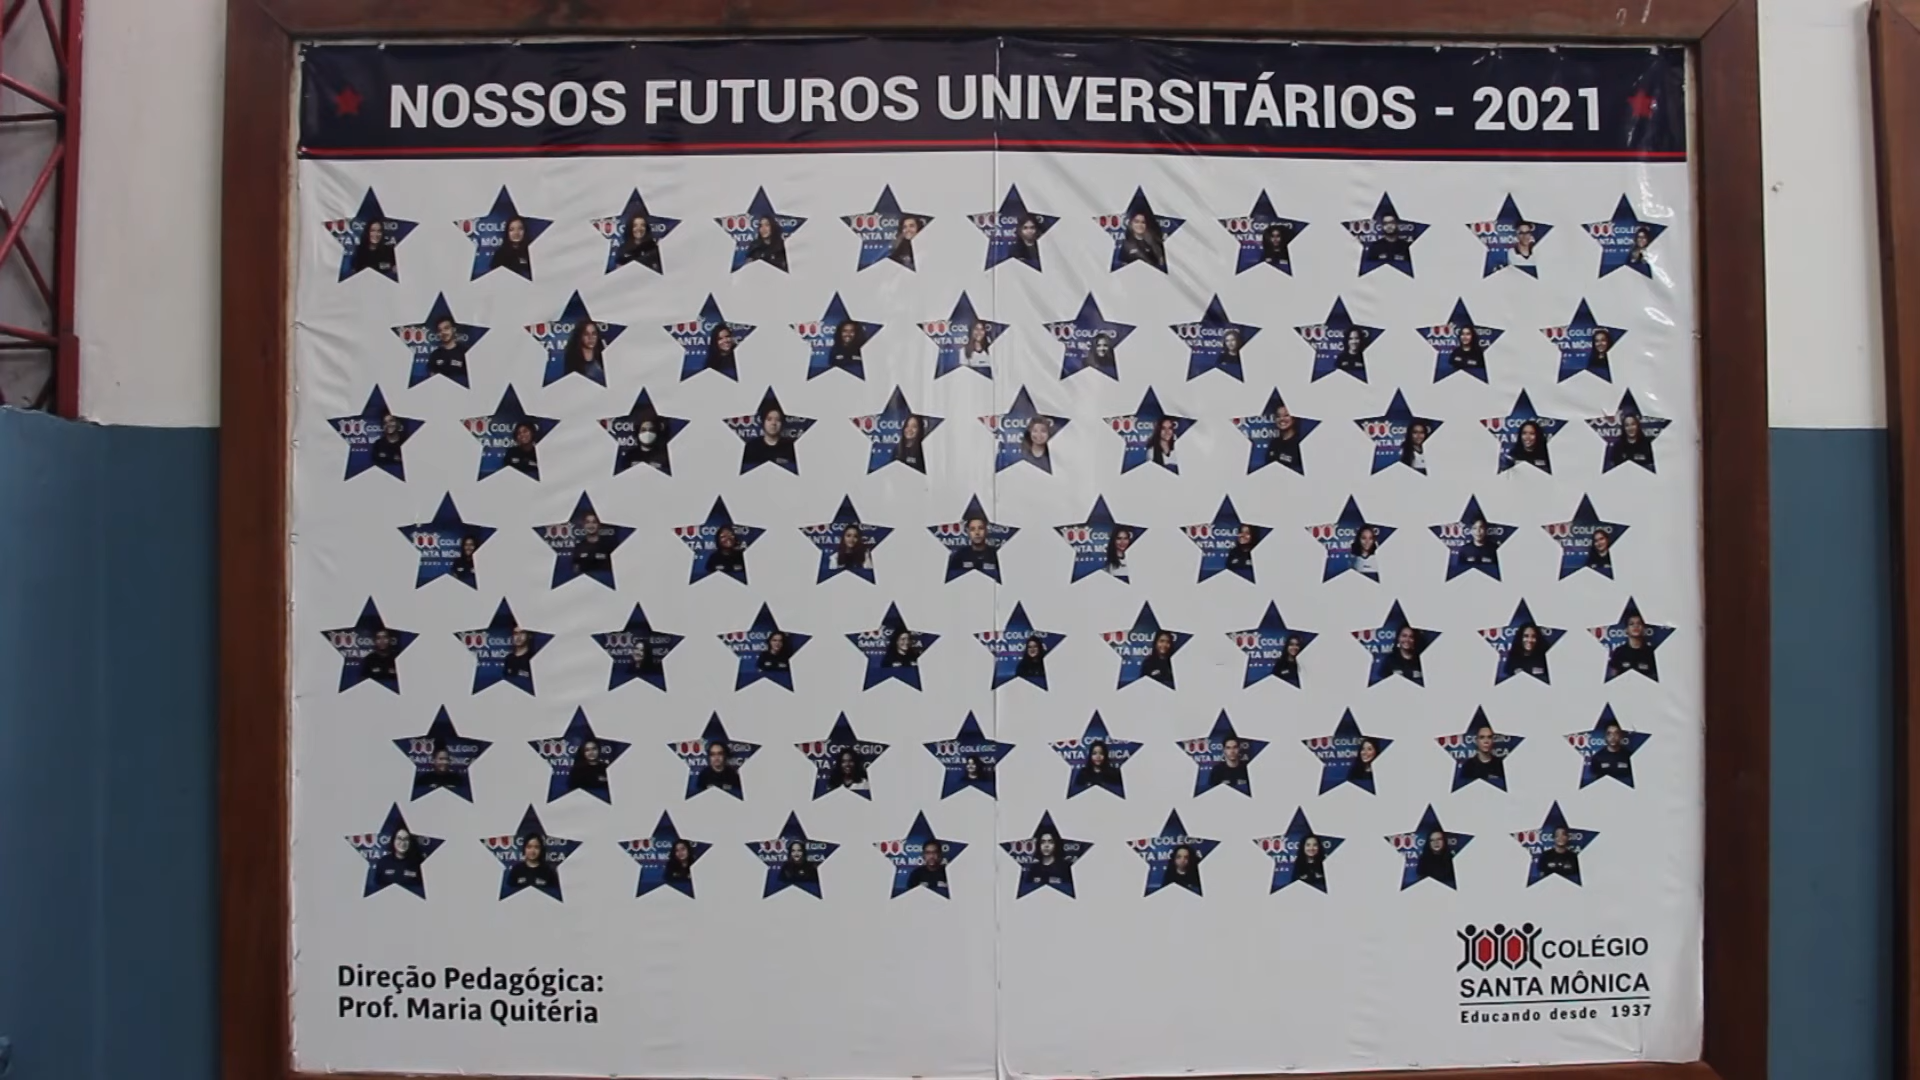 NOSSOS FUTUROS UNIVERSITÁRIOS - 2021
Direção Pedagógica:
Prof. Maria Quitéria
COLÉGIO
SANTA MÔNICA
Educando desde 1937